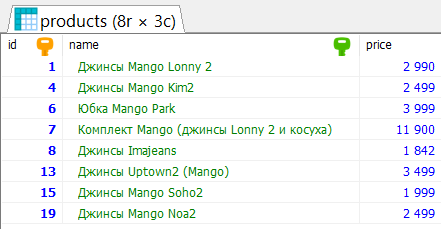 products (8r × 3c)
id name price
1 Джинсы Mango Lonny 2 2 990
4 Джинсы Mango Kim2 2 499
6 Юбка Mango Park 3 999
7 Комплект Mango (джинсы Lonny 2 и косуха) 11 900
8 Джинсы Imajeans 1 842
13 Джинсы Uptown2 (Mango) 3 499
15 Джинсы Mango Soho2 1 999
19 Джинсы Mango Noa2 2 499